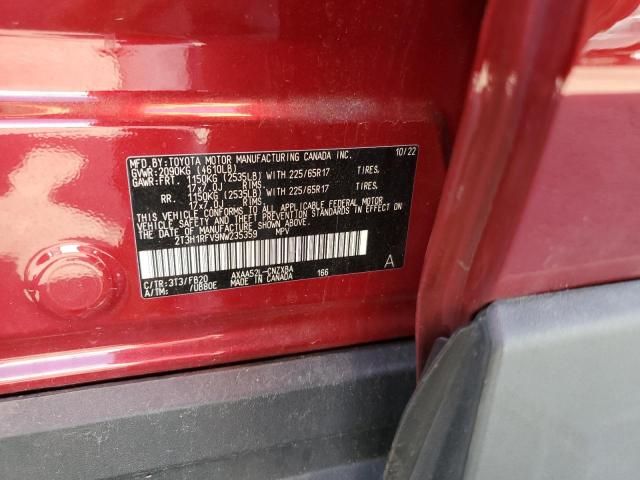 MFD.BY:TOYOTA MOTOR MANUFACTURING CANADA INC. 10/22
GVWR: 2090KG (4610LB)
GAWR: FRT. 1150KG (2535LB) WITH 225/65R17 TIRES,
17x7.0J RIMS.
RR. 1150KG (2535LB) WITH 225/65R17 TIRES,
17x7.0J RIMS.
THIS VEHICLE CONFORMS TO ALL APPLICABLE FEDERAL MOTOR
VEHICLE SAFETY AND BUMPER STANDARDS IN EFFECT ON THE
DATE OF MANUFACTURE SHOWN ABOVE.
2T3H1RFV9NW235359 MPV
C/TR: 3T3/FB20 AXAA52L-CNZXBA 166 A
A/TM: /UB80E MADE IN CANADA